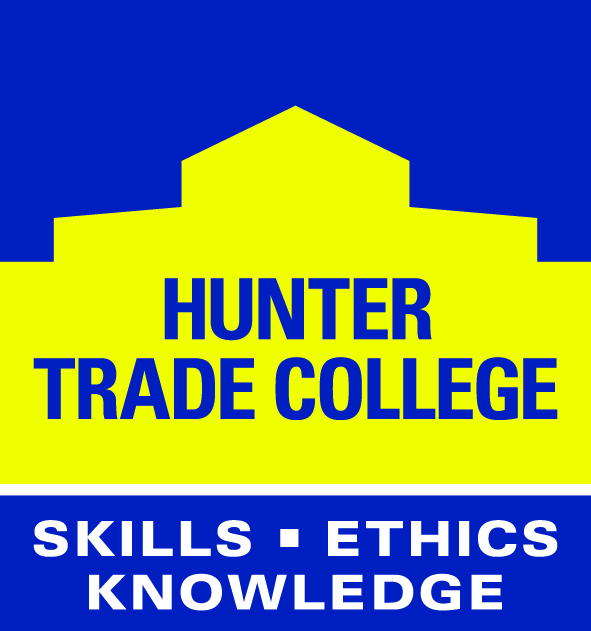 HUNTER
TRADE COLLEGE
SKILLS ▪ ETHICS
KNOWLEDGE